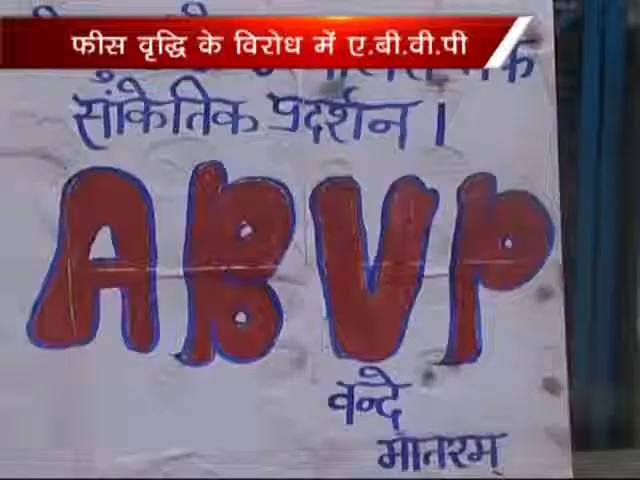 फीस वृद्धि के विरोध में ए.बी.वी.पी
सांकेतिक प्रदर्शन ।
ABVP
वन्दे
मातरम्